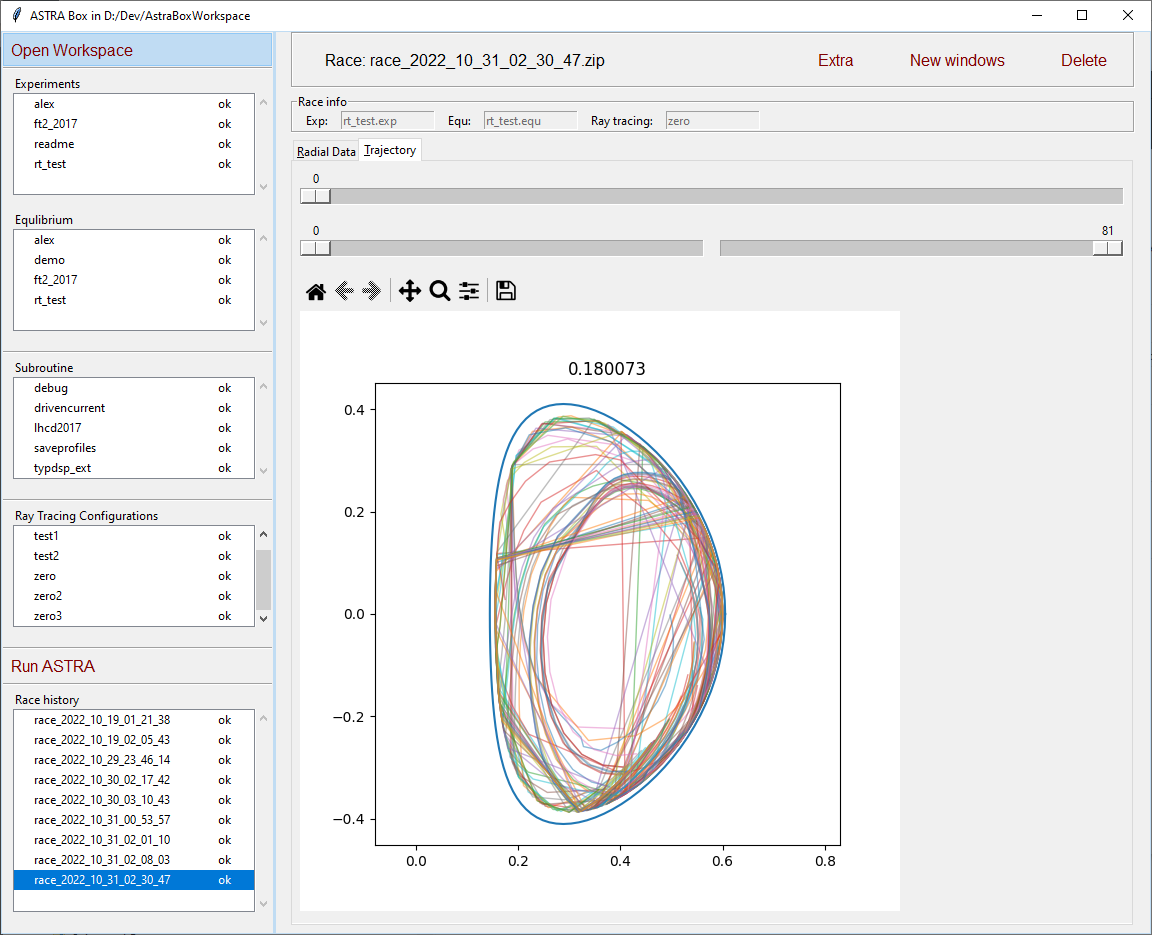 ASTRA Box in D:/Dev/AstraBoxWorkspace
Open Workspace
Experiments
alex ok
ft2_2017 ok
readme ok
rt_test ok
Equlibrium
alex ok
demo ok
ft2_2017 ok
rt_test ok
Subroutine
debug ok
drivencurrent ok
lhcd2017 ok
saveprofiles ok
typdsp_ext ok
Ray Tracing Configurations
test1 ok
test2 ok
zero ok
zero2 ok
zero3 ok
Run ASTRA
Race history
race_2022_10_19_01_21_38 ok
race_2022_10_19_02_05_43 ok
race_2022_10_29_23_46_14 ok
race_2022_10_30_02_17_42 ok
race_2022_10_30_03_10_43 ok
race_2022_10_31_00_53_57 ok
race_2022_10_31_02_01_10 ok
race_2022_10_31_02_08_03 ok
race_2022_10_31_02_30_47 ok
Race: race_2022_10_31_02_30_47.zip Extra New windows Delete
Race info
Exp: rt_test.exp Equ: rt_test.equ Ray tracing: zero
Radial Data Trajectory
0
0 81
0.180073
0.4
0.2
0.0
−0.2
−0.4
0.0 0.2 0.4 0.6 0.8